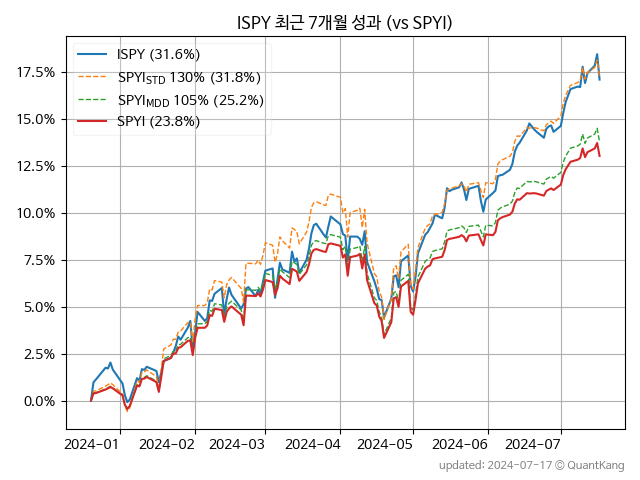 ISPY 최근 7개월 성과 (vs SPYI)
ISPY (31.6%)
SPYISTD 130% (31.8%)
SPYIMDD 105% (25.2%)
SPYI (23.8%)
17.5%
15.0%
12.5%
10.0%
7.5%
5.0%
2.5%
0.0%
2024-01 2024-02 2024-03 2024-04 2024-05 2024-06 2024-07
updated: 2024-07-17 © QuantKang